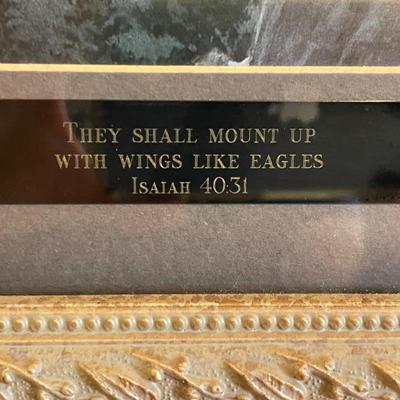 They shall mount up
with wings like eagles
Isaiah 40:31